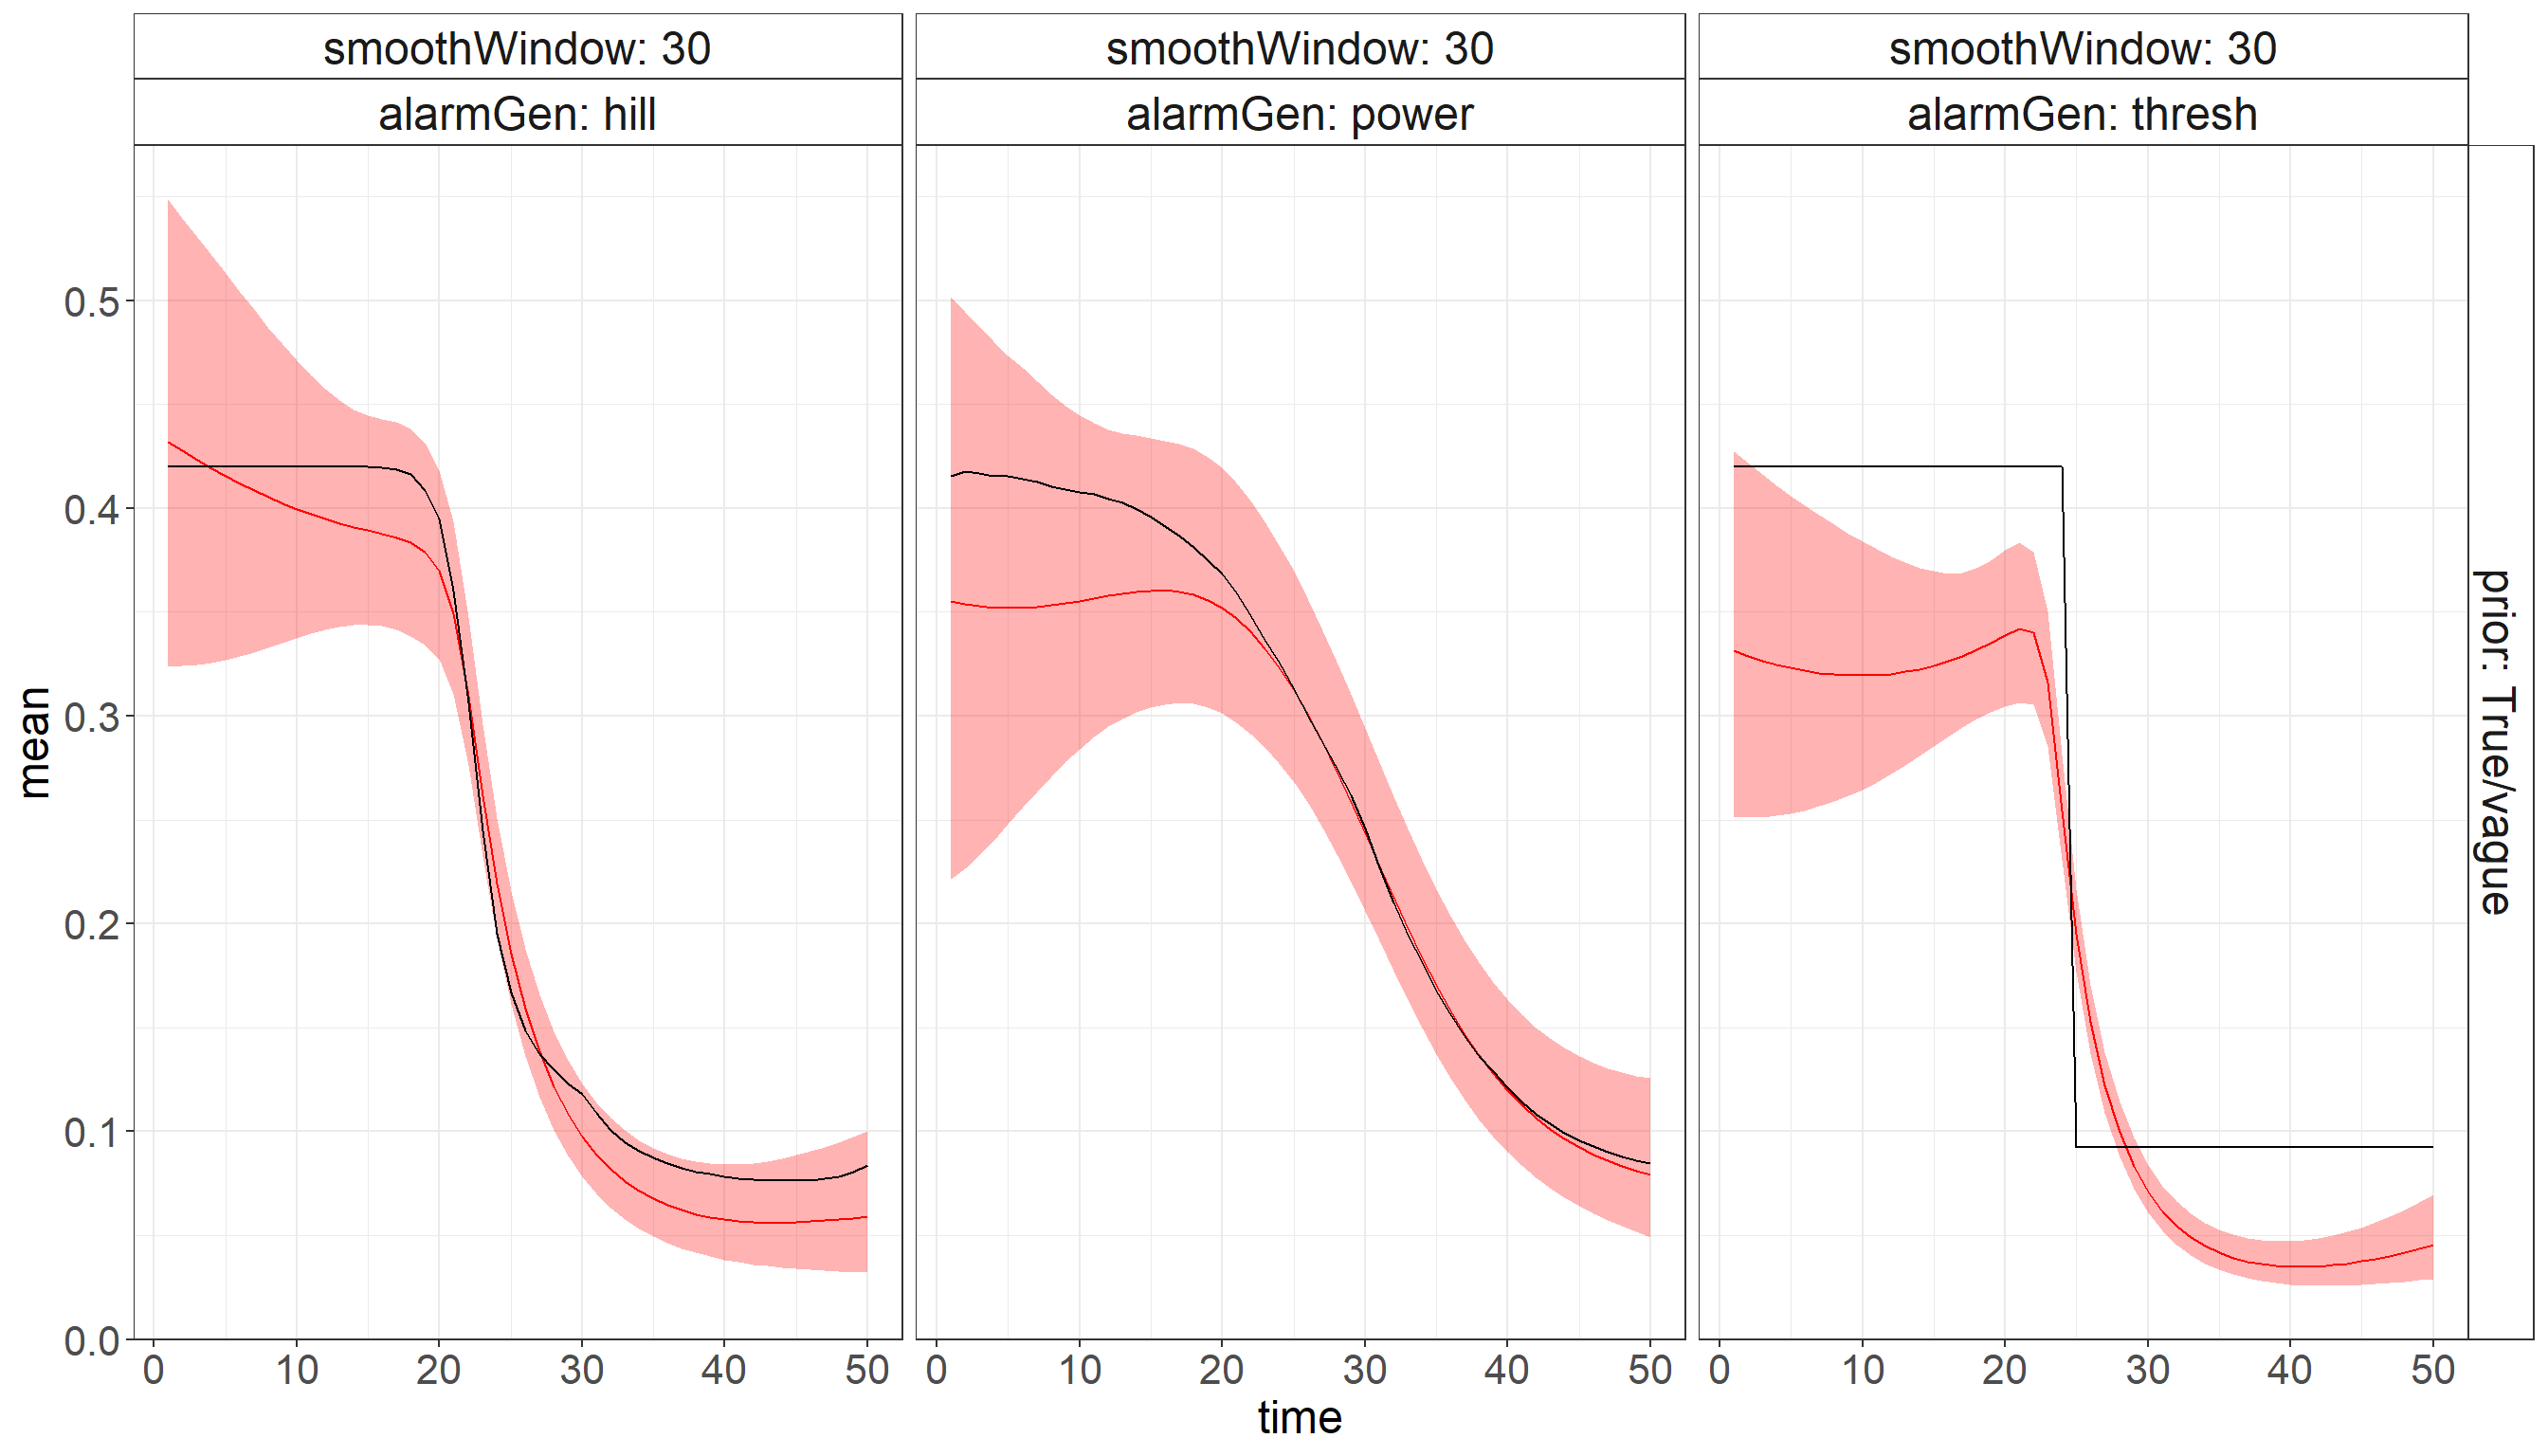 smoothWindow: 30
smoothWindow: 30
smoothWindow: 30
alarmGen: hill
alarmGen: power
alarmGen: thresh
prior: True/vague
mean
0.5
0.4
0.3
0.2
0.1
0.0
0 10 20 30 40 50
0 10 20 30 40 50
0 10 20 30 40 50
time